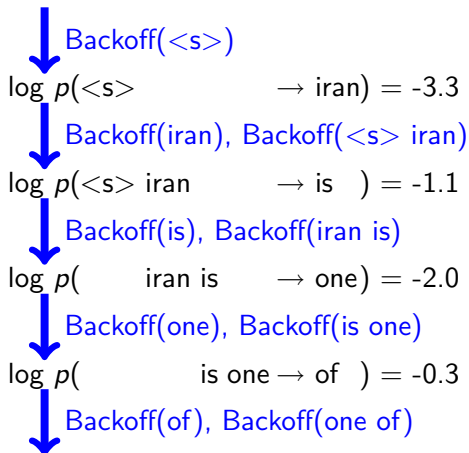 Backoff(<s>)
log p(<s> → iran) = -3.3
Backoff(iran), Backoff(<s> iran)
log p(<s> iran → is ) = -1.1
Backoff(is), Backoff(iran is)
log p( iran is → one) = -2.0
Backoff(one), Backoff(is one)
log p( is one → of ) = -0.3
Backoff(of), Backoff(one of)